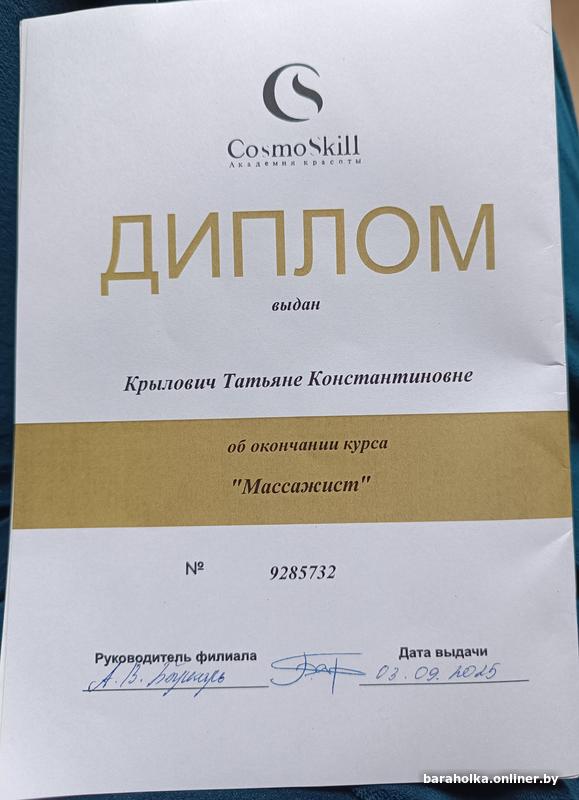 CosmoSkill
Академия красоты
ДИПЛОМ
выдан
Крылович Татьяне Константиновне
об окончании курса
"Массажист"
№ 9285732
Руководитель филиала
Дата выдачи
А. В.
03.09.2025
baraholka.onliner.by